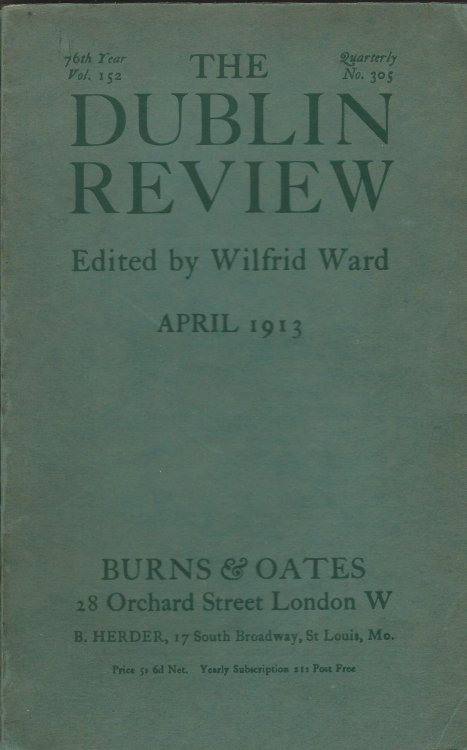 76th Year
Vol. 152
THE
Quarterly
No. 305
DUBLIN
REVIEW
Edited by Wilfrid Ward
APRIL 1913
BURNS & OATES
28 Orchard Street London W
B. HERDER, 17 South Broadway, St Louis, Mo.
Price 5s 6d Net. Yearly Subscription 21s Post Free